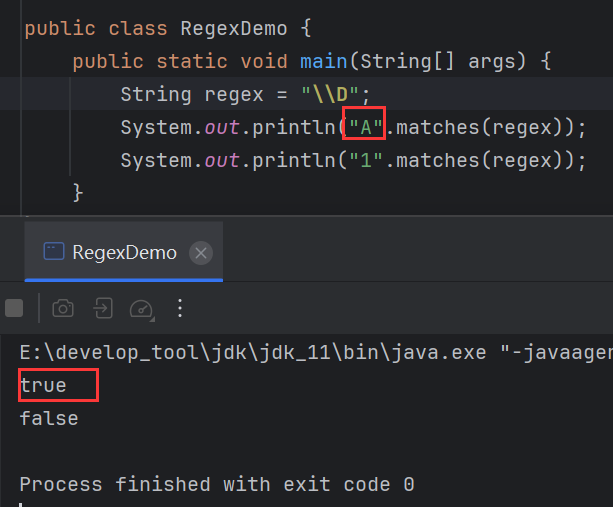 public class RegexDemo {
public static void main(String[] args) {
String regex = "\\D";
System.out.println("A".matches(regex));
System.out.println("1".matches(regex));
}
RegexDemo
E:\develop_tool\jdk\jdk_11\bin\java.exe "-javaagen
true
false
Process finished with exit code 0